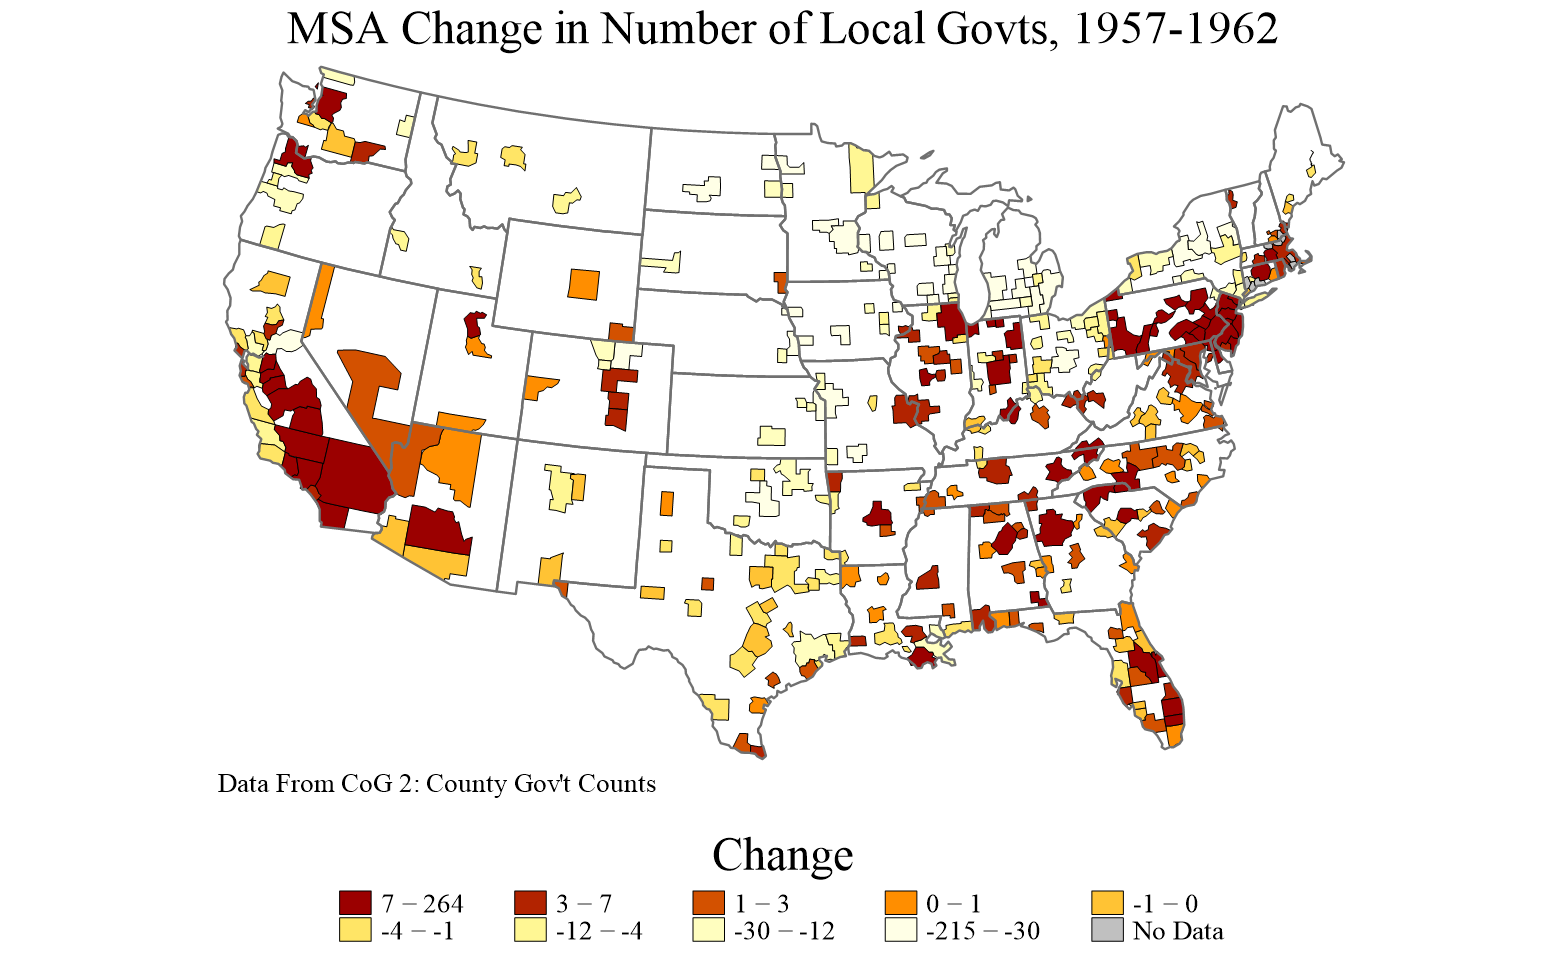 MSA Change in Number of Local Govts, 1957-1962
Data From CoG 2: County Gov't Counts
Change
7 − 264
3 − 7
1 − 3
0 − 1
-1 − 0
-4 − -1
-12 − -4
-30 − -12
-215 − -30
No Data